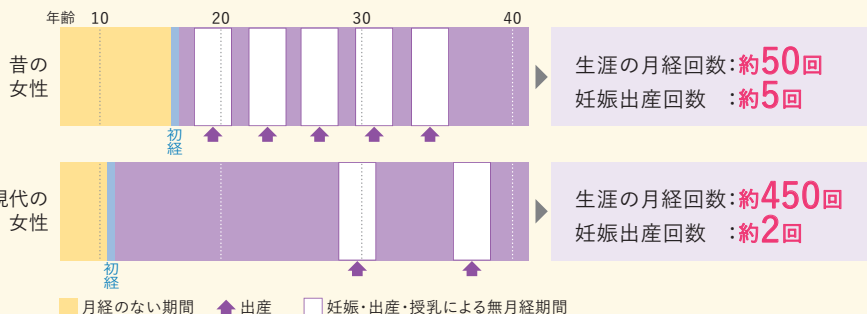 年齢 10 20 30 40
昔の
女性
生涯の月経回数:約50回
妊娠出産回数 :約5回
初経
現代の
女性
生涯の月経回数:約450回
妊娠出産回数 :約2回
初経
月経のない期間 出産 妊娠・出産・授乳による無月経期間